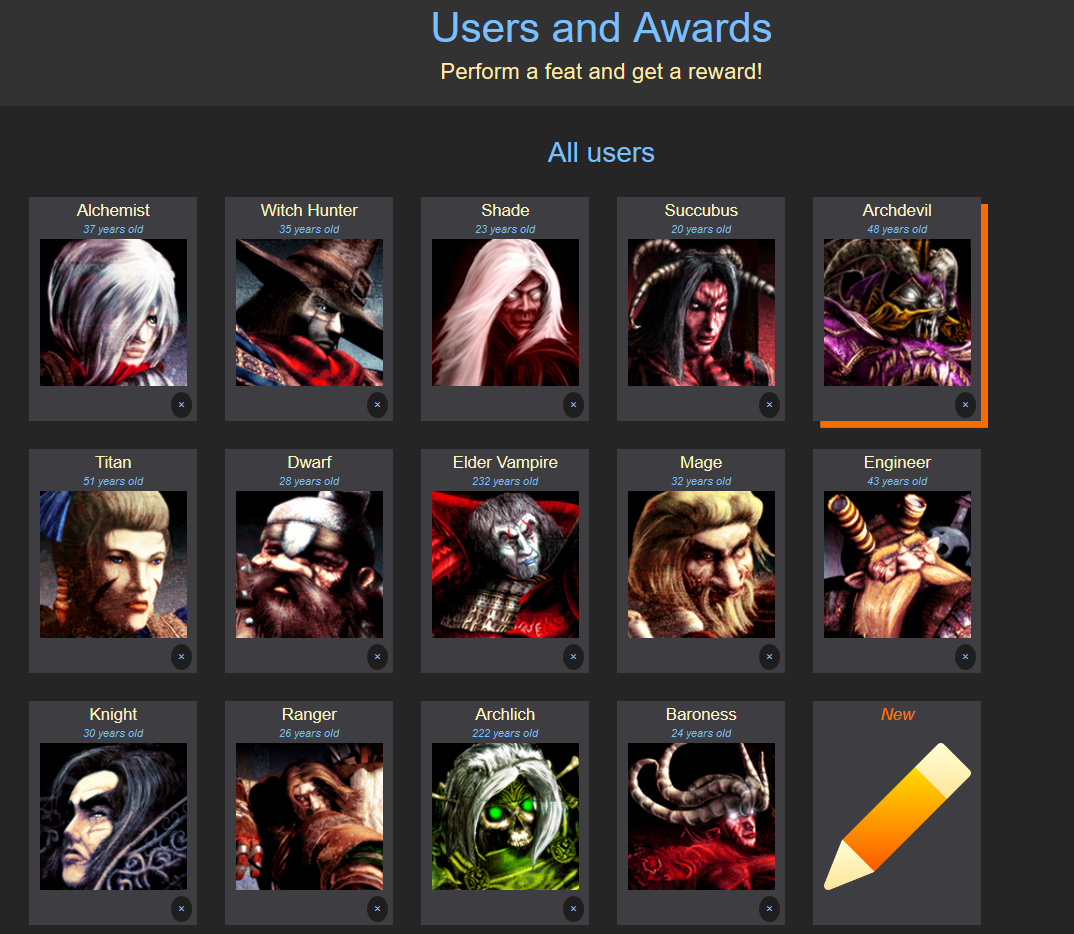 Users and Awards
Perform a feat and get a reward!
All users
Alchemist
37 years old
×
Witch Hunter
35 years old
×
Shade
23 years old
×
Succubus
20 years old
×
Archdevil
48 years old
×
Titan
51 years old
×
Dwarf
28 years old
×
Elder Vampire
232 years old
×
Mage
32 years old
×
Engineer
43 years old
×
Knight
30 years old
×
Ranger
26 years old
×
Archlich
222 years old
×
Baroness
24 years old
×
New